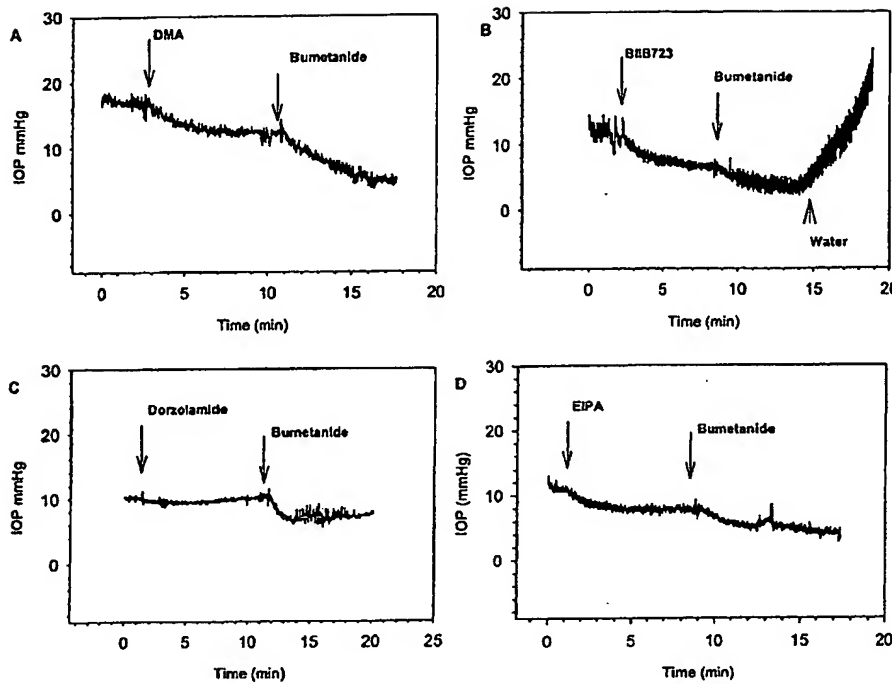 A
30
20
10
0
IOP mmHg
DMA
Bumetanide
0 5 10 15 20
Time (min)
B
30
20
10
0
IOP mmHg
BIIB723
Bumetanide
Water
0 5 10 15 20
Time (min)
C
30
20
10
0
IOP mmHg
Dorzolamide
Bumetanide
0 5 10 15 20 25
Time (min)
D
30
20
10
0
IOP (mmHg)
EIPA
Bumetanide
0 5 10 15 20
Time (min)